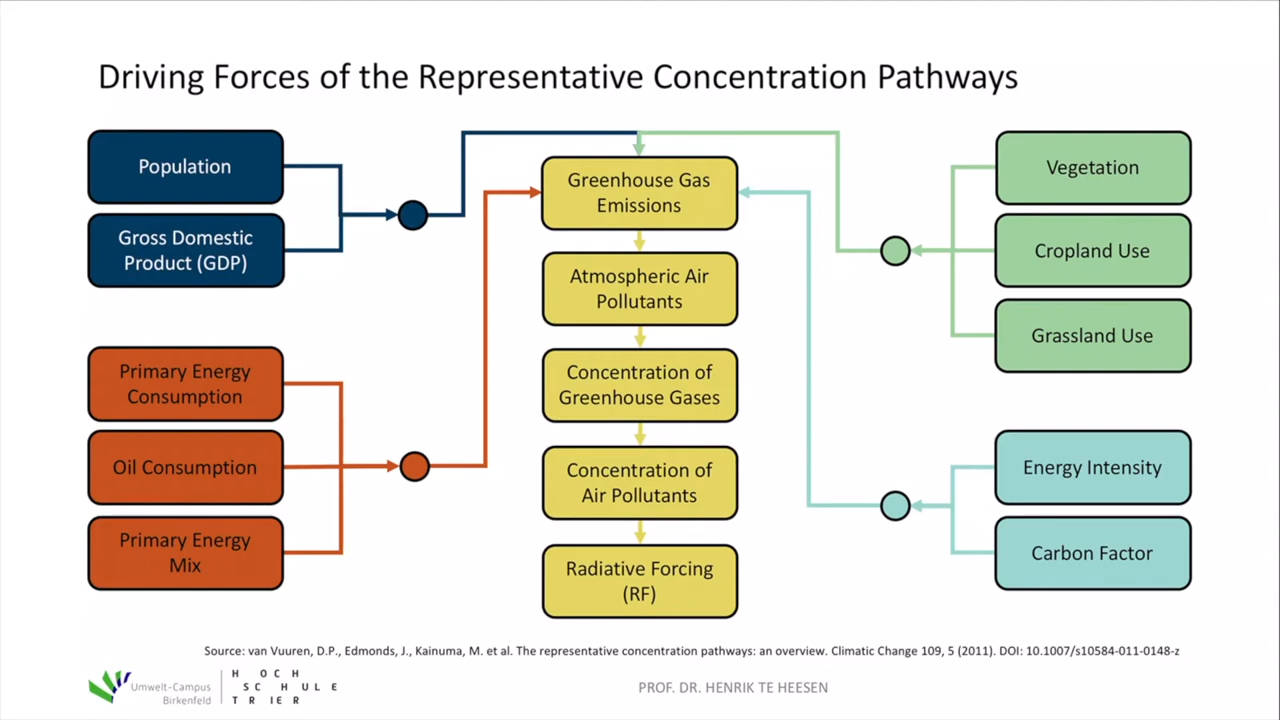 Driving Forces of the Representative Concentration Pathways
Population
Gross Domestic
Product (GDP)
Primary Energy
Consumption
Oil Consumption
Primary Energy
Mix
Greenhouse Gas
Emissions
Atmospheric Air
Pollutants
Concentration of
Greenhouse Gases
Concentration of
Air Pollutants
Radiative Forcing
(RF)
Vegetation
Cropland Use
Grassland Use
Energy Intensity
Carbon Factor
Source: van Vuuren, D.P., Edmonds, J., Kainuma, M. et al. The representative concentration pathways: an overview. Climatic Change 109, 5 (2011). DOI: 10.1007/s10584-011-0148-z
Umwelt-Campus
Birkenfeld
HOCH
SCHULE
TRIER
PROF. DR. HENRIK TE HEESEN